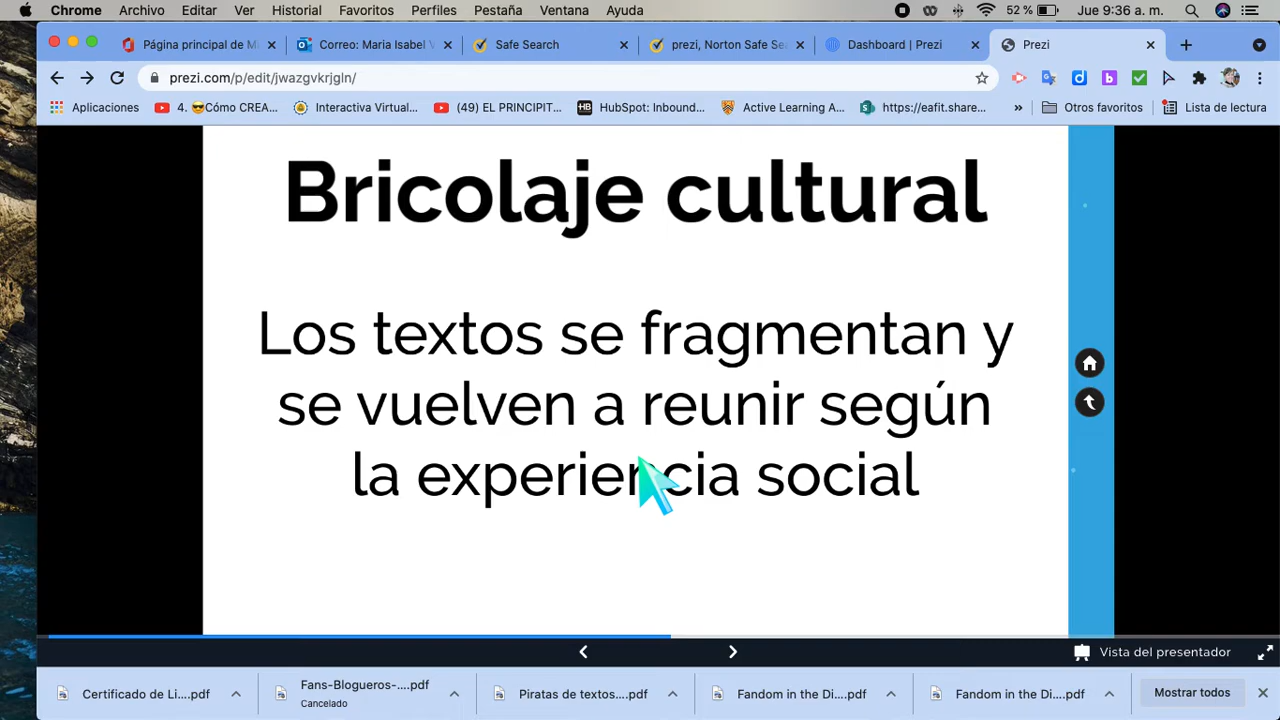 Chrome Archivo Editar Ver Historial Favoritos Perfiles Pestaña Ventana Ayuda 52 % Jue 9:36 a. m.
Página principal de M Correo: Maria Isabel V Safe Search prezi, Norton Safe Se Dashboard | Prezi Prezi
prezi.com/p/edit/jwazgvkrjgln/
Aplicaciones 4. 😎Cómo CREA... Interactiva Virtual... (49) EL PRINCIPIT... HubSpot: Inbound... Active Learning A... https://eafit.share... » Otros favoritos Lista de lectura
Bricolaje cultural
Los textos se fragmentan y
se vuelven a reunir según
la experiencia social
Vista del presentador
Certificado de Li....pdf Fans-Blogueros-....pdf Piratas de textos....pdf Fandom in the Di....pdf Fandom in the Di....pdf Mostrar todos
Cancelado